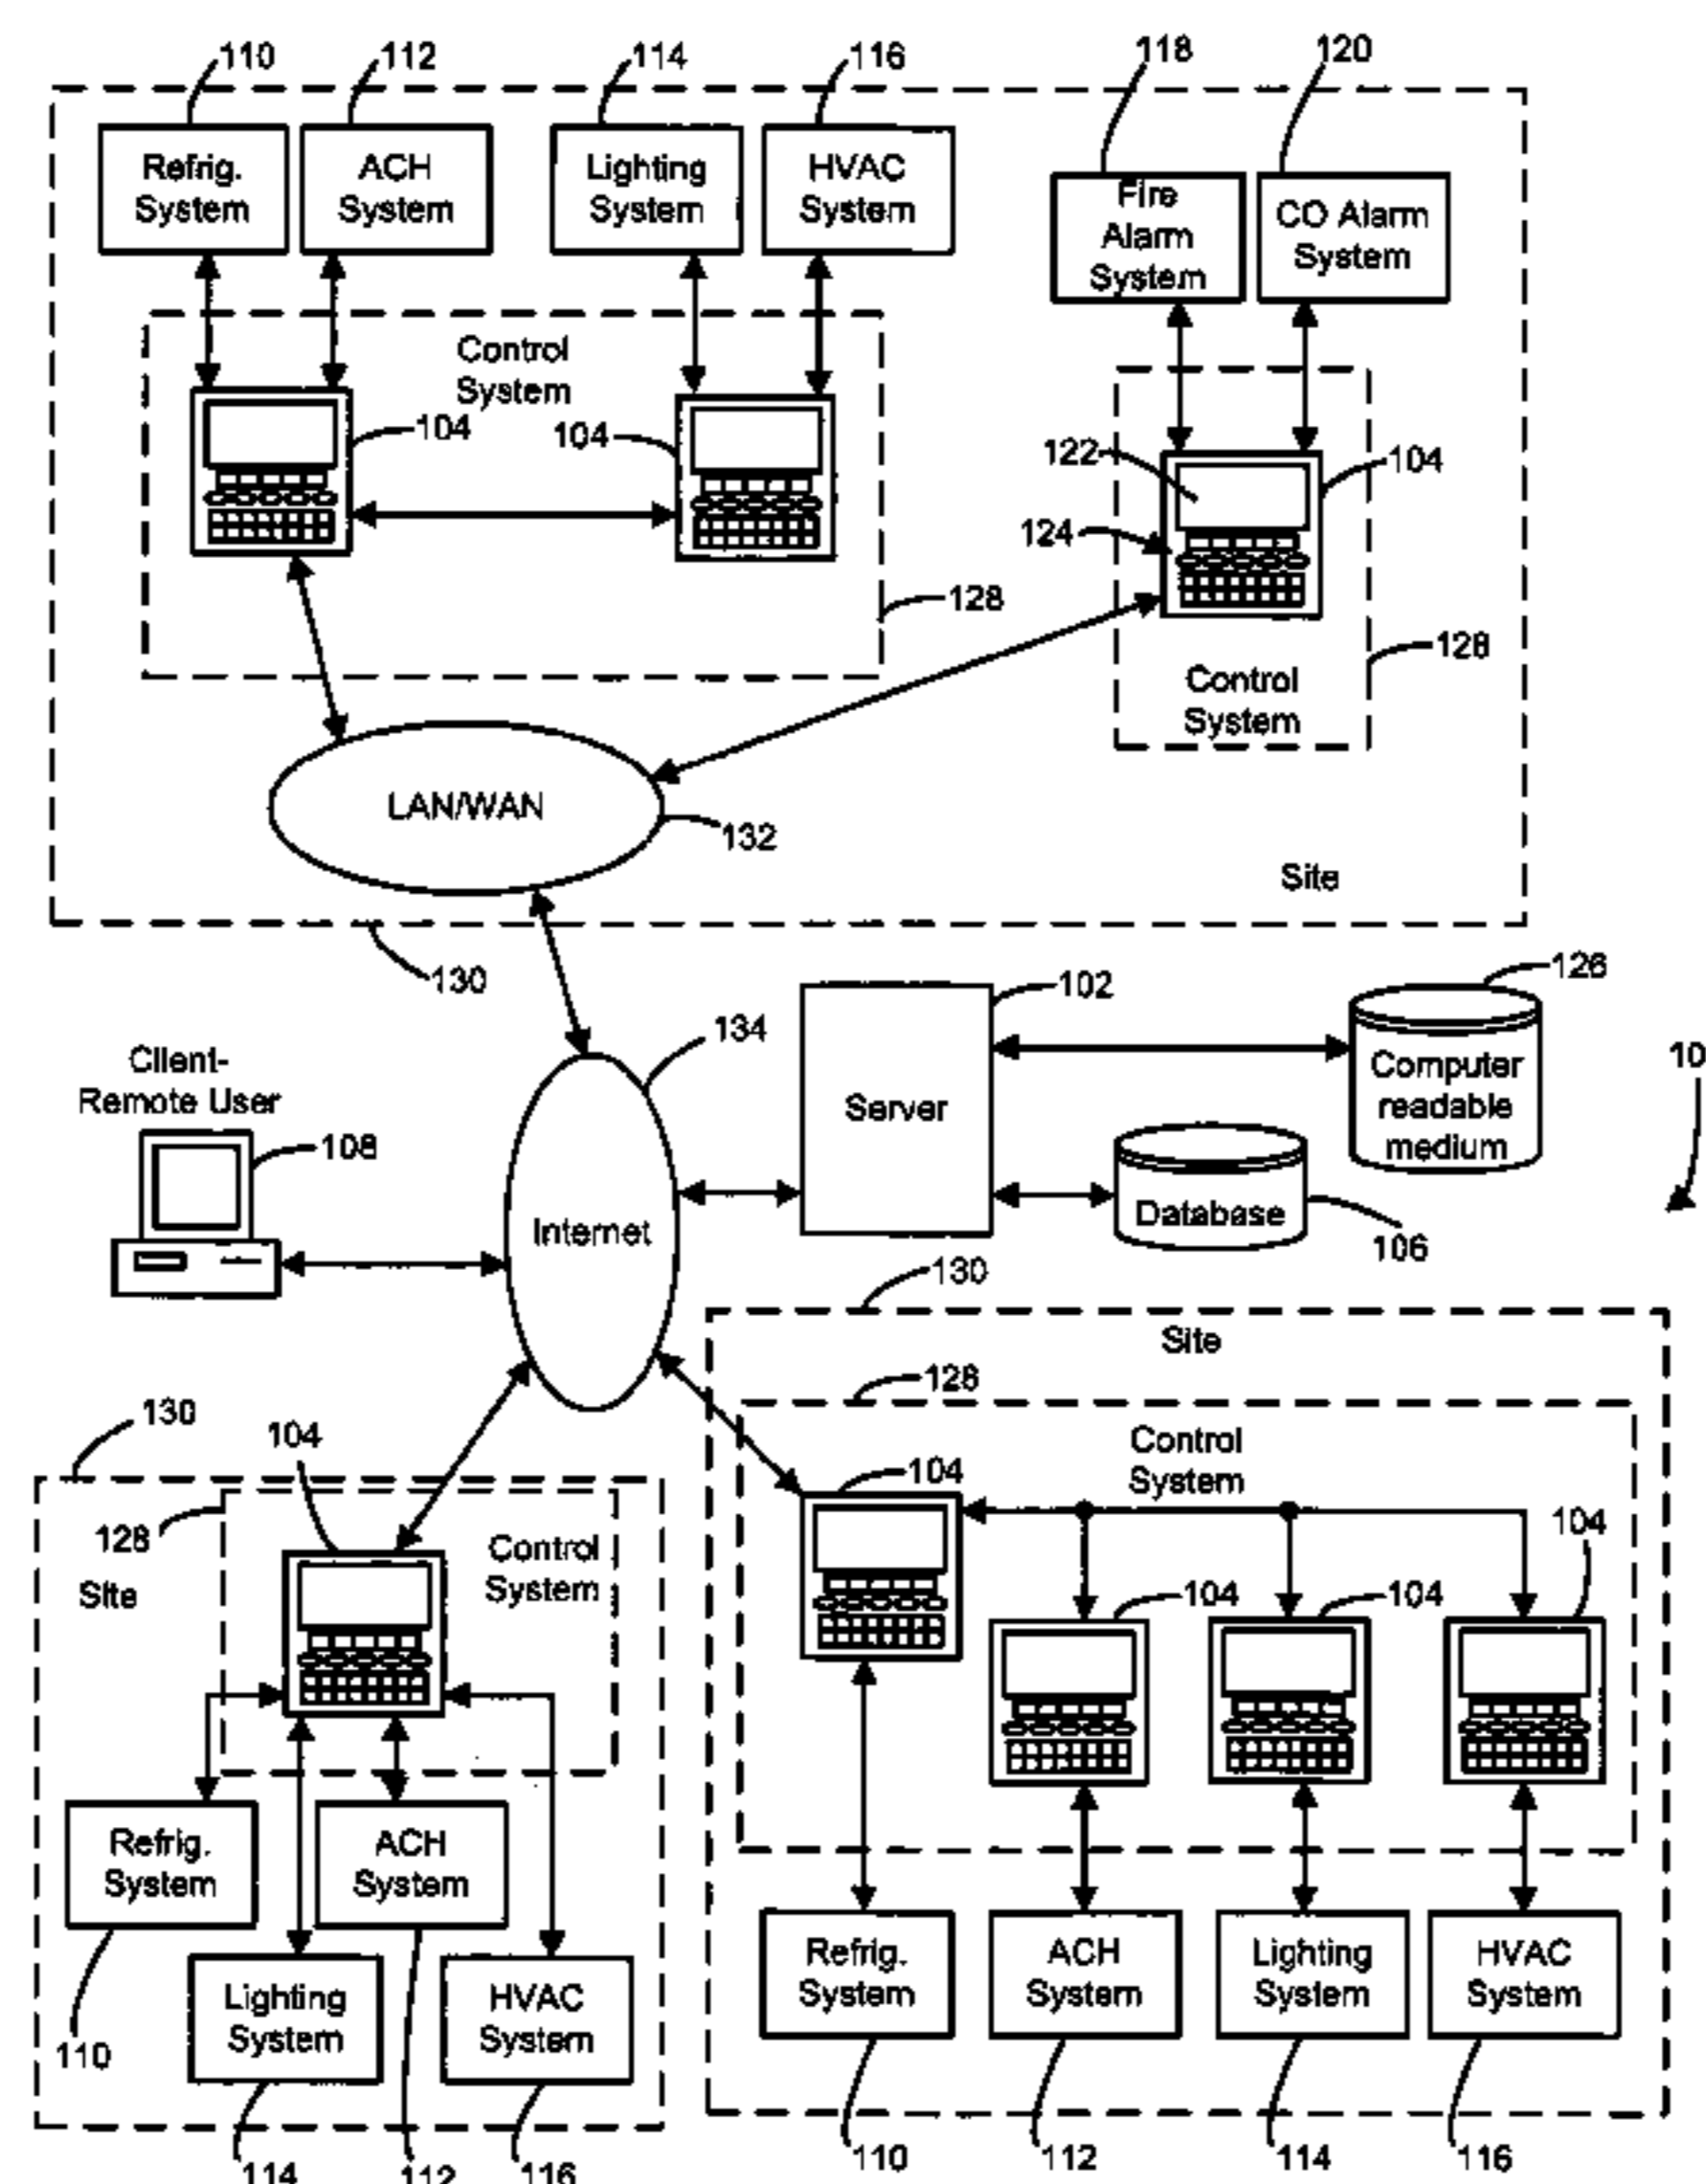 110
112
114
116
118
120
Refrig.
System
ACH
System
Lighting
System
HVAC
System
Fire
Alarm
System
CO Alarm
System
Control
System
104
104
122
104
124
128
128
Control
System
LAN/WAN
132
Site
130
102
126
134
Client-
Remote User
Computer
readable
medium
10
Server
108
Database
Internet
106
130
Site
128
130
104
Control
System
104
128
Control
System
104
Site
104
104
Refrig.
System
ACH
System
Refrig.
System
ACH
System
Lighting
System
HVAC
System
Lighting
System
HVAC
System
110
110
112
114
116
114
112
116